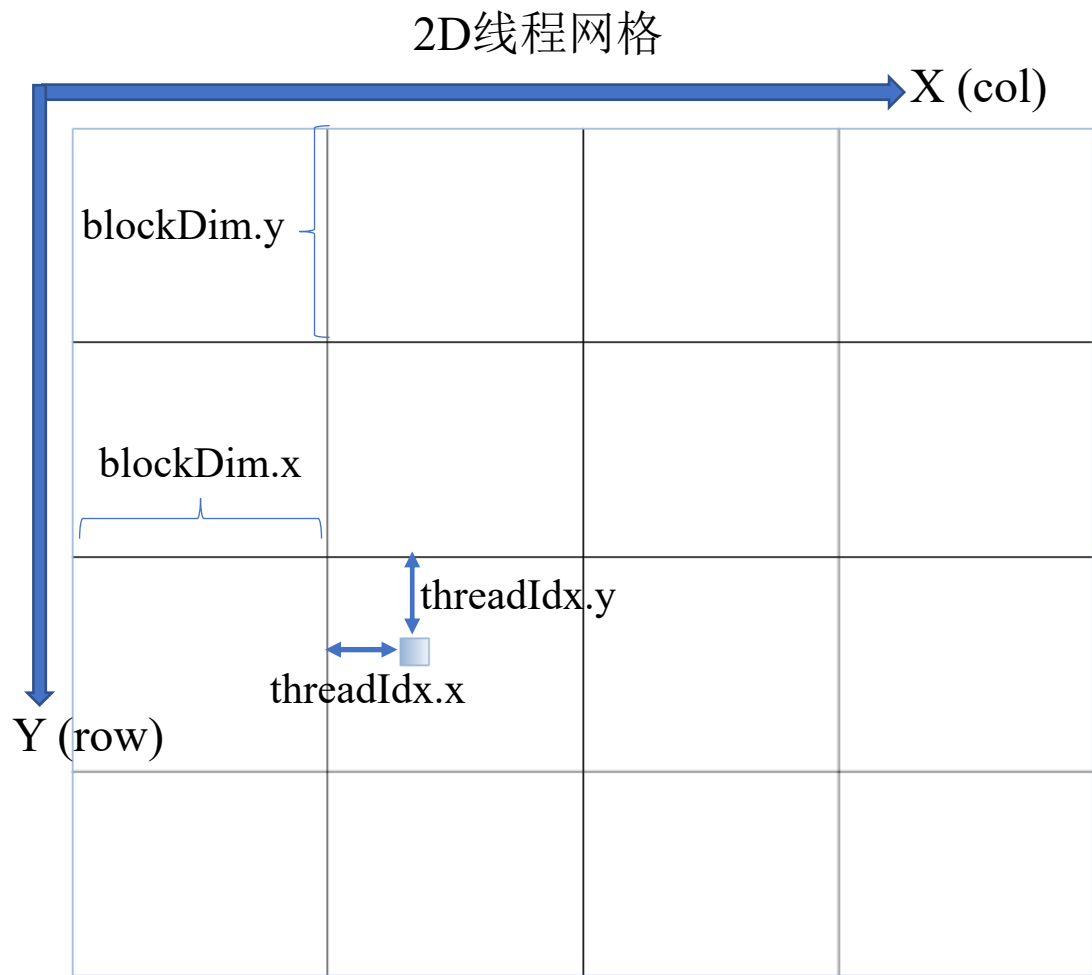 2D线程网格
X (col)
blockDim.y
blockDim.x
threadIdx.y
threadIdx.x
Y (row)